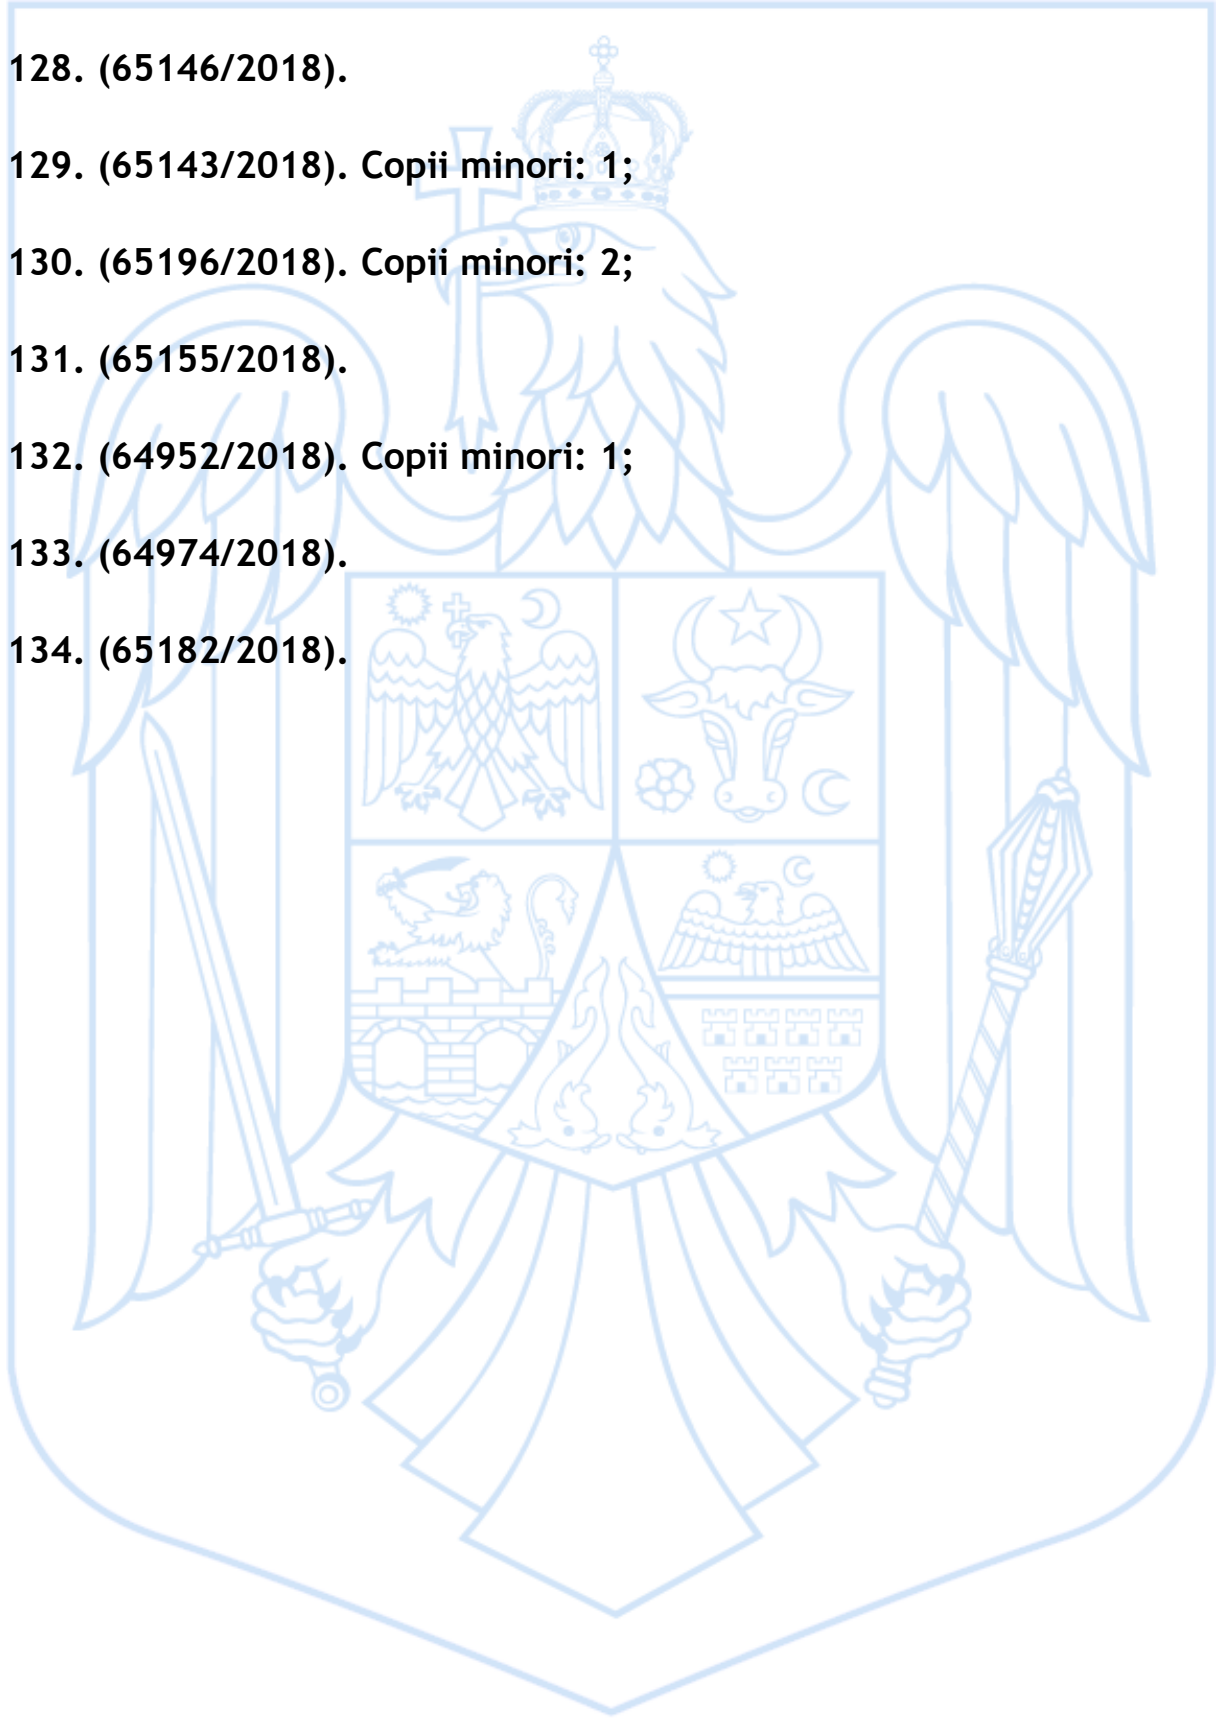 128. (65146/2018).
129. (65143/2018). Copii minori: 1;
130. (65196/2018). Copii minori: 2;
131. (65155/2018).
132. (64952/2018). Copii minori: 1;
133. (64974/2018).
134. (65182/2018).